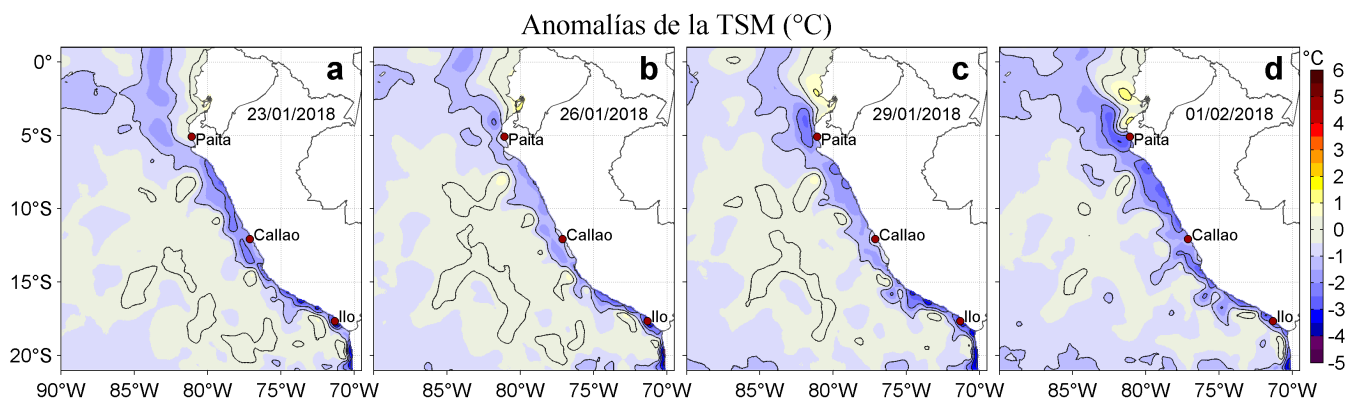 Anomalías de la TSM (°C)
a
b
c
d
23/01/2018
26/01/2018
29/01/2018
01/02/2018
Paita
Callao
Ilo
Paita
Callao
Ilo
Paita
Callao
Ilo
Paita
Callao
Ilo
0°
5°S
10°S
15°S
20°S
90°W 85°W 80°W 75°W 70°W
85°W 80°W 75°W 70°W
85°W 80°W 75°W 70°W
85°W 80°W 75°W 70°W
°C
6
5
4
3
2
1
0
-1
-2
-3
-4
-5